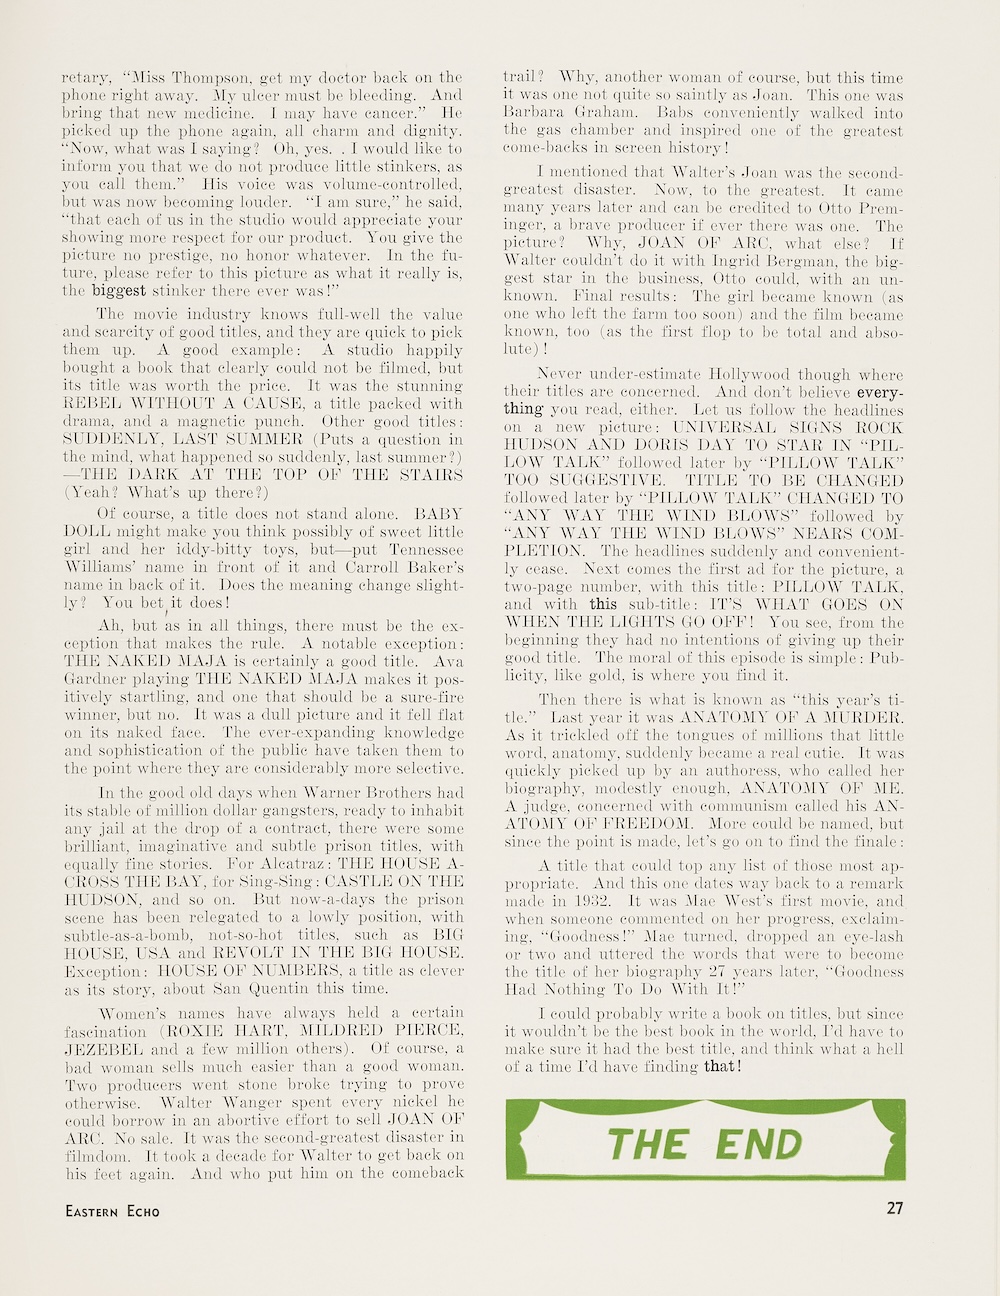 retary, "Miss Thompson, get my doctor back on the
phone right away. My ulcer must be bleeding. And
bring that new medicine. I may have cancer." He
picked up the phone again, all charm and dignity.
"Now, what was I saying? Oh, yes. . I would like to
inform you that we do not produce little stinkers, as
you call them." His voice was volume-controlled,
but was now becoming louder. "I am sure," he said,
"that each of us in the studio would appreciate your
showing more respect for our product. You give the
picture no prestige, no honor whatever. In the fu-
ture, please refer to this picture as what it really is,
the biggest stinker there ever was!"
The movie industry knows full-well the value
and scarcity of good titles, and they are quick to pick
them up. A good example: A studio happily
bought a book that clearly could not be filmed, but
its title was worth the price. It was the stunning
REBEL WITHOUT A CAUSE, a title packed with
drama, and a magnetic punch. Other good titles:
SUDDENLY, LAST SUMMER (Puts a question in
the mind, what happened so suddenly, last summer?)
—THE DARK AT THE TOP OF THE STAIRS
(Yeah? What's up there?)
Of course, a title does not stand alone. BABY
DOLL might make you think possibly of sweet little
girl and her iddy-bitty toys, but—put Tennessee
Williams' name in front of it and Carroll Baker's
name in back of it. Does the meaning change slight-
ly? You bet, it does!
Ah, but as in all things, there must be the ex-
ception that makes the rule. A notable exception:
THE NAKED MAJA is certainly a good title. Ava
Gardner playing THE NAKED MAJA makes it pos-
itively startling, and one that should be a sure-fire
winner, but no. It was a dull picture and it fell flat
on its naked face. The ever-expanding knowledge
and sophistication of the public have taken them to
the point where they are considerably more selective.
In the good old days when Warner Brothers had
its stable of million dollar gangsters, ready to inhabit
any jail at the drop of a contract, there were some
brilliant, imaginative and subtle prison titles, with
equally fine stories. For Alcatraz: THE HOUSE A-
CROSS THE BAY, for Sing-Sing: CASTLE ON THE
HUDSON, and so on. But now-a-days the prison
scene has been relegated to a lowly position, with
subtle-as-a-bomb, not-so-hot titles, such as BIG
HOUSE, USA and REVOLT IN THE BIG HOUSE.
Exception: HOUSE OF NUMBERS, a title as clever
as its story, about San Quentin this time.
Women's names have always held a certain
fascination (ROXIE HART, MILDRED PIERCE,
JEZEBEL and a few million others). Of course, a
bad woman sells much easier than a good woman.
Two producers went stone broke trying to prove
otherwise. Walter Wanger spent every nickel he
could borrow in an abortive effort to sell JOAN OF
ARC. No sale. It was the second-greatest disaster in
filmdom. It took a decade for Walter to get back on
his feet again. And who put him on the comeback
trail? Why, another woman of course, but this time
it was one not quite so saintly as Joan. This one was
Barbara Graham. Babs conveniently walked into
the gas chamber and inspired one of the greatest
come-backs in screen history!
I mentioned that Walter's Joan was the second-
greatest disaster. Now, to the greatest. It came
many years later and can be credited to Otto Prem-
inger, a brave producer if ever there was one. The
picture? Why, JOAN OF ARC, what else? If
Walter couldn't do it with Ingrid Bergman, the big-
gest star in the business, Otto could, with an un-
known. Final results: The girl became known (as
one who left the farm too soon) and the film became
known, too (as the first flop to be total and abso-
lute)!
Never under-estimate Hollywood though where
their titles are concerned. And don't believe every-
thing you read, either. Let us follow the headlines
on a new picture: UNIVERSAL SIGNS ROCK
HUDSON AND DORIS DAY TO STAR IN "PIL-
LOW TALK" followed later by "PILLOW TALK"
TOO SUGGESTIVE. TITLE TO BE CHANGED
followed later by "PILLOW TALK" CHANGED TO
"ANY WAY THE WIND BLOWS" followed by
"ANY WAY THE WIND BLOWS" NEARS COM-
PLETION. The headlines suddenly and convenient-
ly cease. Next comes the first ad for the picture, a
two-page number, with this title: PILLOW TALK,
and with this sub-title: IT'S WHAT GOES ON
WHEN THE LIGHTS GO OFF! You see, from the
beginning they had no intentions of giving up their
good title. The moral of this episode is simple: Pub-
licity, like gold, is where you find it.
Then there is what is known as "this year's ti-
tle." Last year it was ANATOMY OF A MURDER.
As it trickled off the tongues of millions that little
word, anatomy, suddenly became a real cutie. It was
quickly picked up by an authoress, who called her
biography, modestly enough, ANATOMY OF ME.
A judge, concerned with communism called his AN-
ATOMY OF FREEDOM. More could be named, but
since the point is made, let's go on to find the finale:
A title that could top any list of those most ap-
propriate. And this one dates way back to a remark
made in 1932. It was Mae West's first movie, and
when someone commented on her progress, exclaim-
ing, "Goodness!" Mae turned, dropped an eye-lash
or two and uttered the words that were to become
the title of her biography 27 years later, "Goodness
Had Nothing To Do With It!"
I could probably write a book on titles, but since
it wouldn't be the best book in the world, I'd have to
make sure it had the best title, and think what a hell
of a time I'd have finding that!
THE END
EASTERN ECHO
27